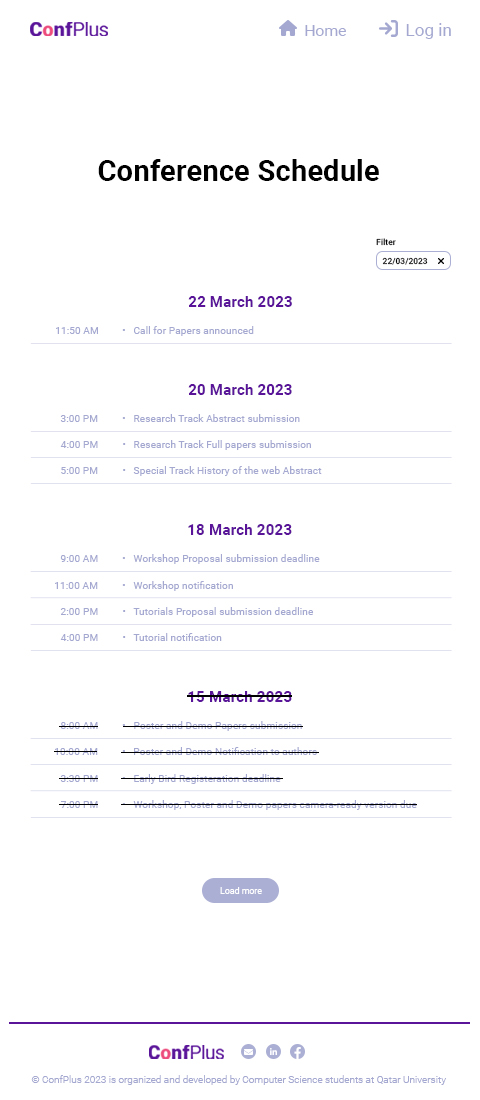 ConfPlus Home Log in
Conference Schedule
Filter
22/03/2023
22 March 2023
11:50 AM • Call for Papers announced
20 March 2023
3:00 PM • Research Track Abstract submission
4:00 PM • Research Track Full papers submission
5:00 PM • Special Track History of the web Abstract
18 March 2023
9:00 AM • Workshop Proposal submission deadline
11:00 AM • Workshop notification
2:00 PM • Tutorials Proposal submission deadline
4:00 PM • Tutorial notification
15 March 2023
8:00 AM • Poster and Demo Papers submission
10:00 AM • Poster and Demo Notification to authors
3:30 PM • Early Bird Registeration deadline
7:00 PM • Workshop, Poster and Demo papers camera-ready version due
Load more
ConfPlus
© ConfPlus 2023 is organized and developed by Computer Science students at Qatar University